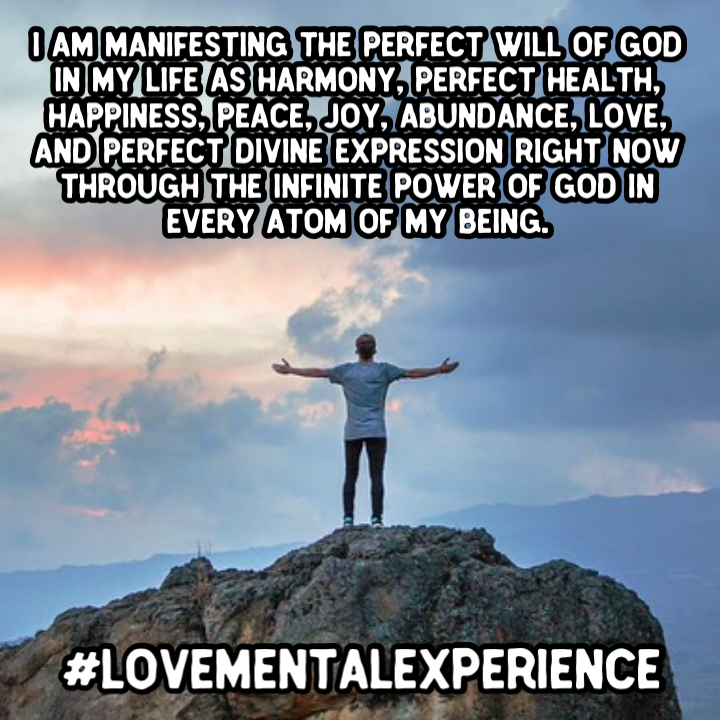 I AM MANIFESTING THE PERFECT WILL OF GOD
IN MY LIFE AS HARMONY, PERFECT HEALTH,
HAPPINESS, PEACE, JOY, ABUNDANCE, LOVE,
AND PERFECT DIVINE EXPRESSION RIGHT NOW
THROUGH THE INFINITE POWER OF GOD IN
EVERY ATOM OF MY BEING.
#LOVEMENTALEXPERIENCE